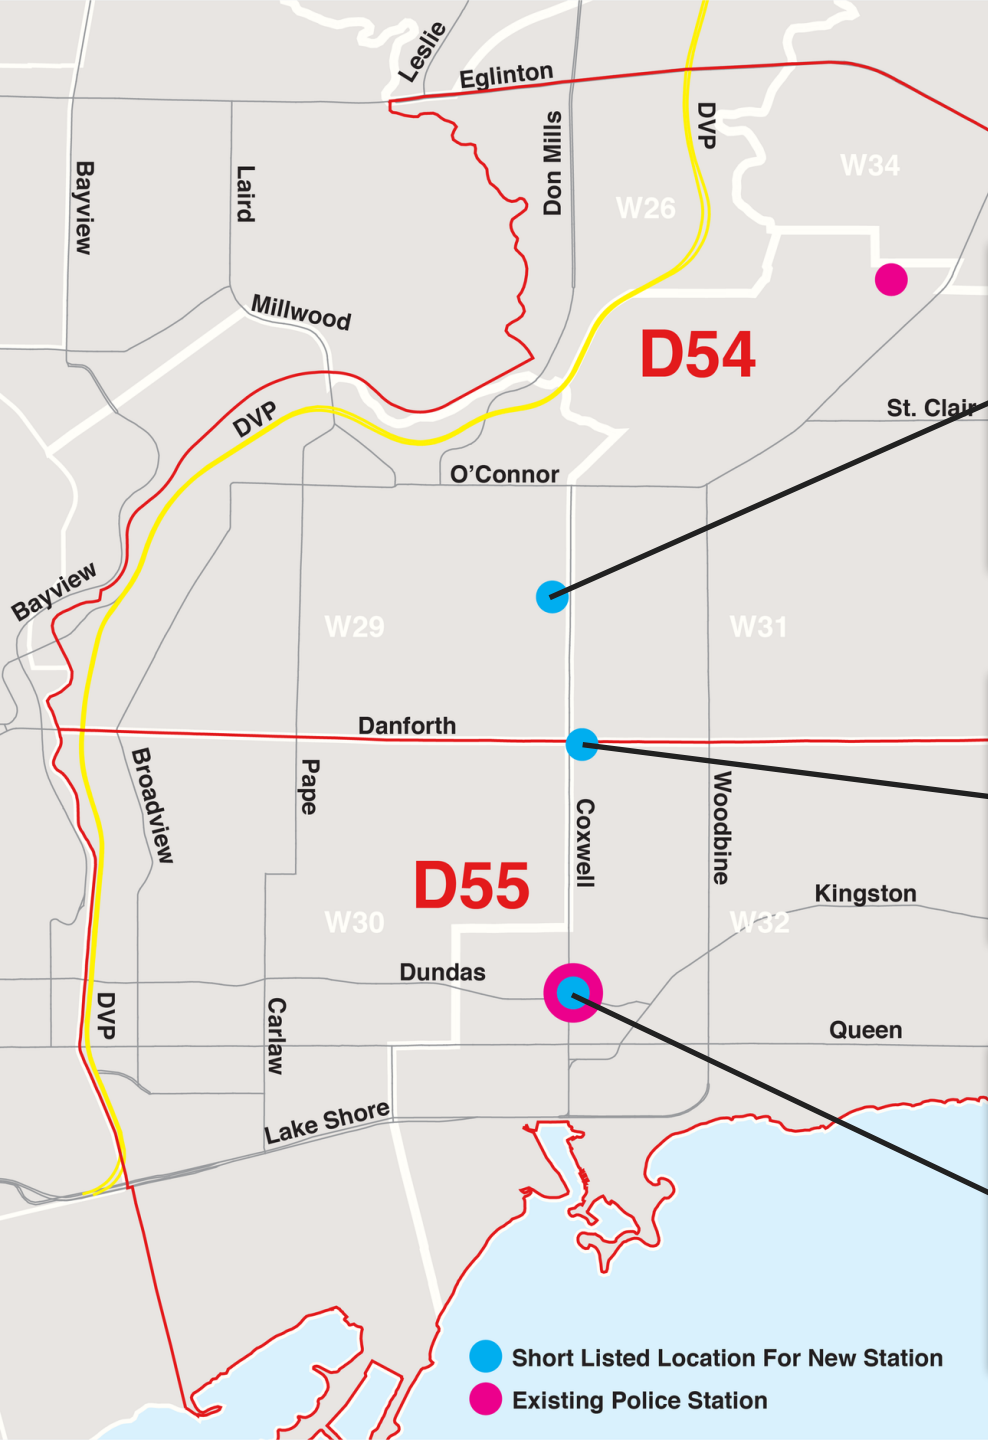 Leslie
Eglinton
DVP
Don Mills
Bayview
Laird
W34
W26
Millwood
D54
DVP
St. Clair
O'Connor
Bayview
W29
W31
Danforth
Broadview
Pape
Woodbine
Coxwell
D55
Kingston
W30
W32
Dundas
DVP
Carlaw
Queen
Lake Shore
Short Listed Location For New Station
Existing Police Station